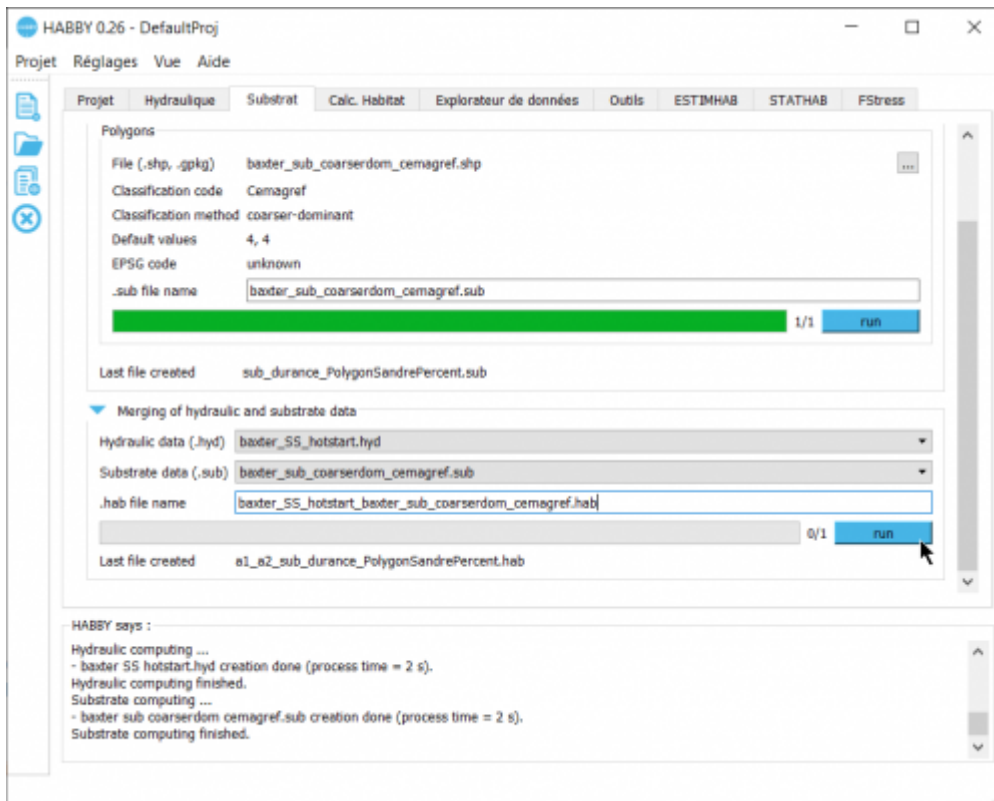 HABBY 0.26 - DefaultProj
Projet Réglages Vue Aide
Projet Hydraulique Substrat Calc. Habitat Explorateur de données Outils ESTIMHAB STATHAB FStress
Polygons
File (.shp, .gpkg) baxter_sub_coarserdom_cemagref.shp ...
Classification code Cemagref
Classification method coarser-dominant
Default values 4, 4
EPSG code unknown
.sub file name baxter_sub_coarserdom_cemagref.sub
1/1 run
Last file created sub_durance_PolygonSandrePercent.sub
Merging of hydraulic and substrate data
Hydraulic data (.hyd) baxter_SS_hotstart.hyd
Substrate data (.sub) baxter_sub_coarserdom_cemagref.sub
.hab file name baxter_SS_hotstart_baxter_sub_coarserdom_cemagref.hab
0/1 run
Last file created a1_a2_sub_durance_PolygonSandrePercent.hab
HABBY says :
Hydraulic computing ...
- baxter SS hotstart.hyd creation done (process time = 2 s).
Hydraulic computing finished.
Substrate computing ...
- baxter sub coarserdom cemagref.sub creation done (process time = 2 s).
Substrate computing finished.